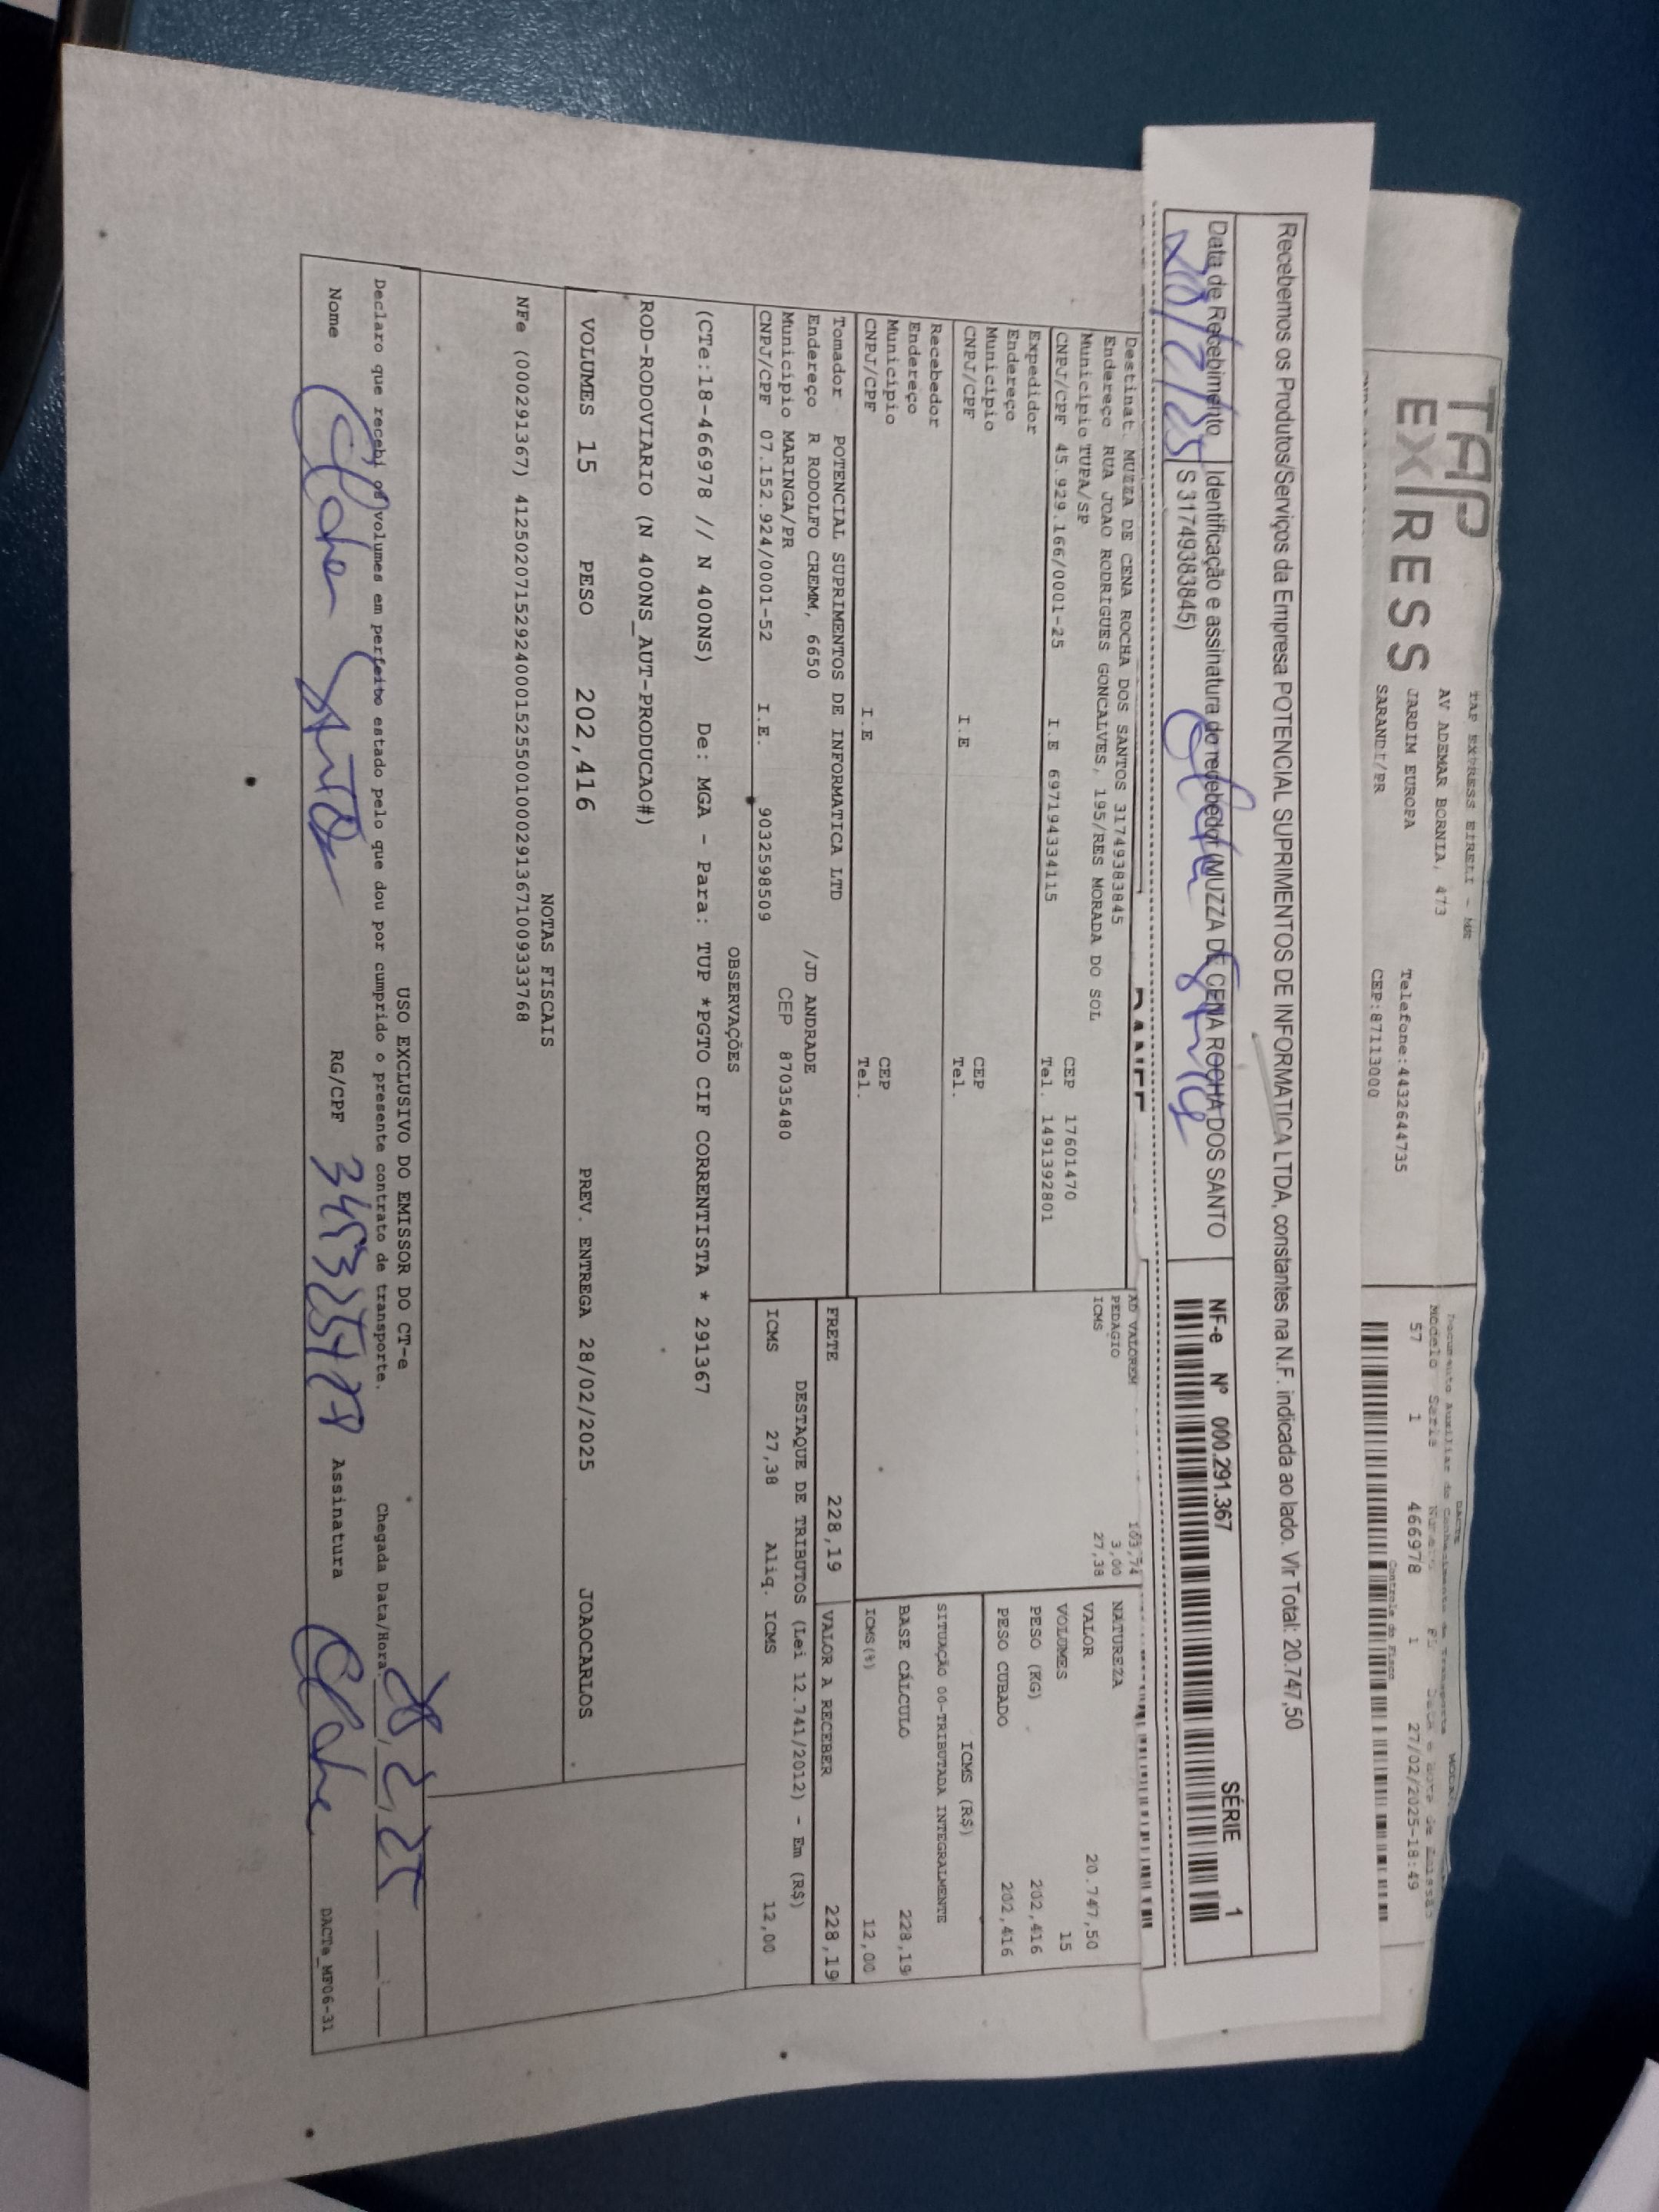 TAP
EXPRESS
TAP EXPRESS EIRELI - ME
AV ADEMAR BORNIA, 473
JARDIM EUROPA
Telefone:4432644735
SARANDI/PR
CEP:87113000
Modelo Serie
57 1 466978 1 27/02/2025-18:49
Controle do Fisco
Recebemos os Produtos/Serviços da Empresa POTENCIAL SUPRIMENTOS DE INFORMATICA LTDA, constantes na N.F. indicada ao lado. Vlr Total: 20.747,50
Data de Recebimento
Identificação e assinatura do recebedor (MUZZA DE CENA ROCHA DOS SANTO
S 31749383845)
NF-e Nº 000.291.367 SÉRIE 1
Destinat. MUZZA DE CENA ROCHA DOS SANTOS 31749383845
Endereço RUA JOAO RODRIGUES GONCALVES, 195/RES MORADA DO SOL
Município TUPA/SP CEP 17601470
CNPJ/CPF 45.929.166/0001-25 I.E 697194334115 Tel. 1491392801
Expedidor
Endereço
Município CEP
CNPJ/CPF I.E Tel.
Recebedor
Endereço
Município CEP
CNPJ/CPF I.E Tel.
Tomador POTENCIAL SUPRIMENTOS DE INFORMATICA LTD
Endereço R RODOLFO CREMM, 6650 /JD ANDRADE
Município MARINGA/PR CEP 87035480
CNPJ/CPF 07.152.924/0001-52 I.E. 9032598509
AD VALOREM 103,74
PEDAGIO 3,00
ICMS 27,38
NATUREZA
VALOR 20.747,50
VOLUMES 15
PESO (KG) 202,416
PESO CUBADO 202,416
ICMS (R$)
SITUAÇÃO 00-TRIBUTADA INTEGRALMENTE
BASE CÁLCULO 228,19
ICMS(%) 12,00
FRETE 228,19 VALOR A RECEBER 228,19
DESTAQUE DE TRIBUTOS (Lei 12.741/2012) - Em (R$)
ICMS 27,38 Aliq. ICMS 12,00
OBSERVAÇÕES
(CTe:18-466978 // N 400NS) De: MGA - Para: TUP *PGTO CIF CORRENTISTA * 291367
ROD-RODOVIARIO (N 400NS_AUT-PRODUCAO#)
VOLUMES 15 PESO 202,416 PREV. ENTREGA 28/02/2025 JOAOCARLOS
NOTAS FISCAIS
NFe (000291367) 41250207152924000152550010002913671009333768
USO EXCLUSIVO DO EMISSOR DO CT-e
Declaro que recebi os volumes em perfeito estado pelo que dou por cumprido o presente contrato de transporte. Chegada Data/Hora
Nome RG/CPF Assinatura
DACTe_MF06-31